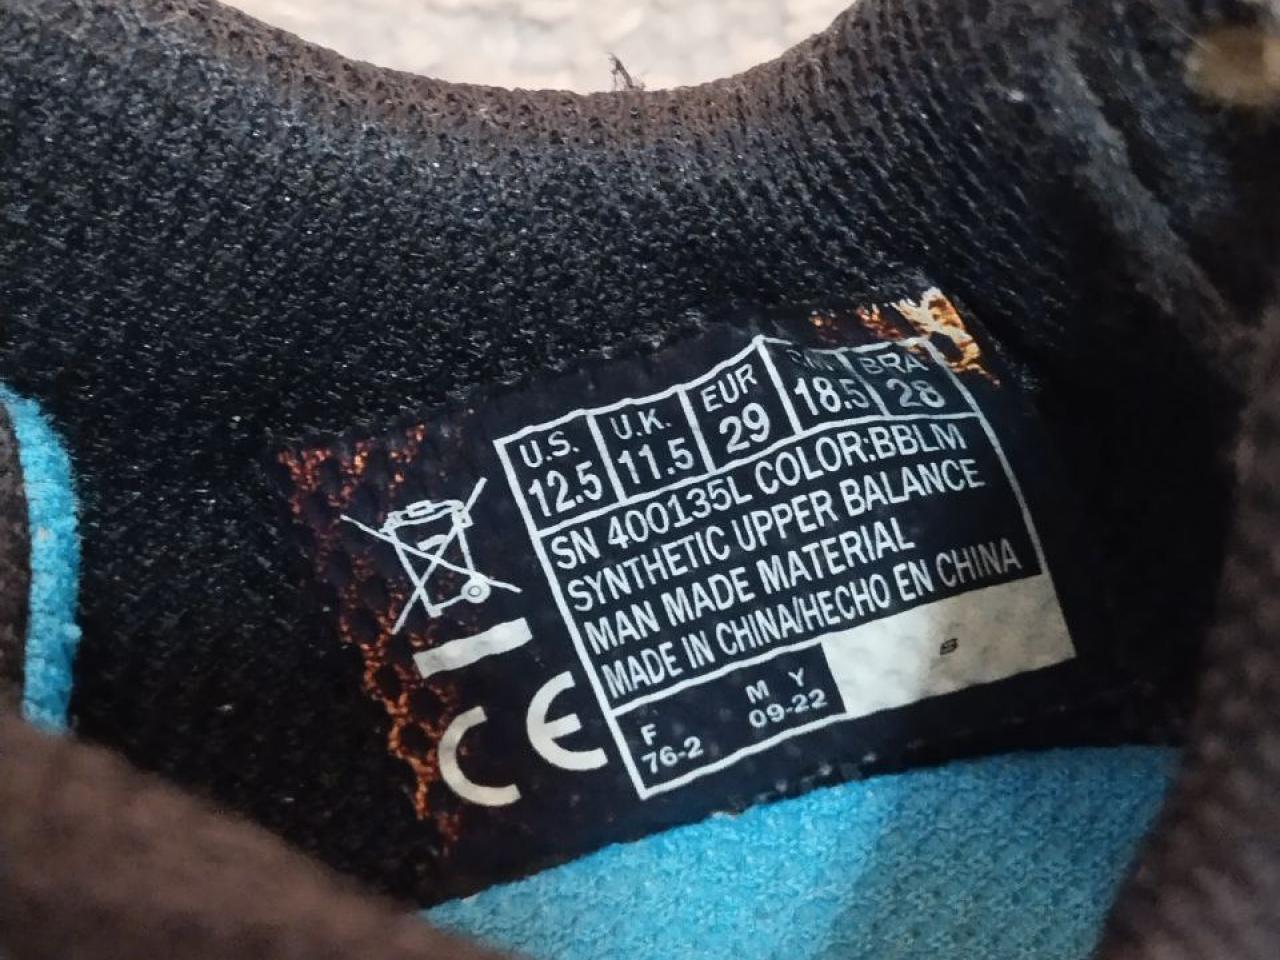 U.S. U.K. EUR CM BRA
12.5 11.5 29 18.5 28
SN 400135L COLOR:BBLM
SYNTHETIC UPPER BALANCE
MAN MADE MATERIAL
MADE IN CHINA/HECHO EN CHINA
F M Y
76-2 09-22
S
CE